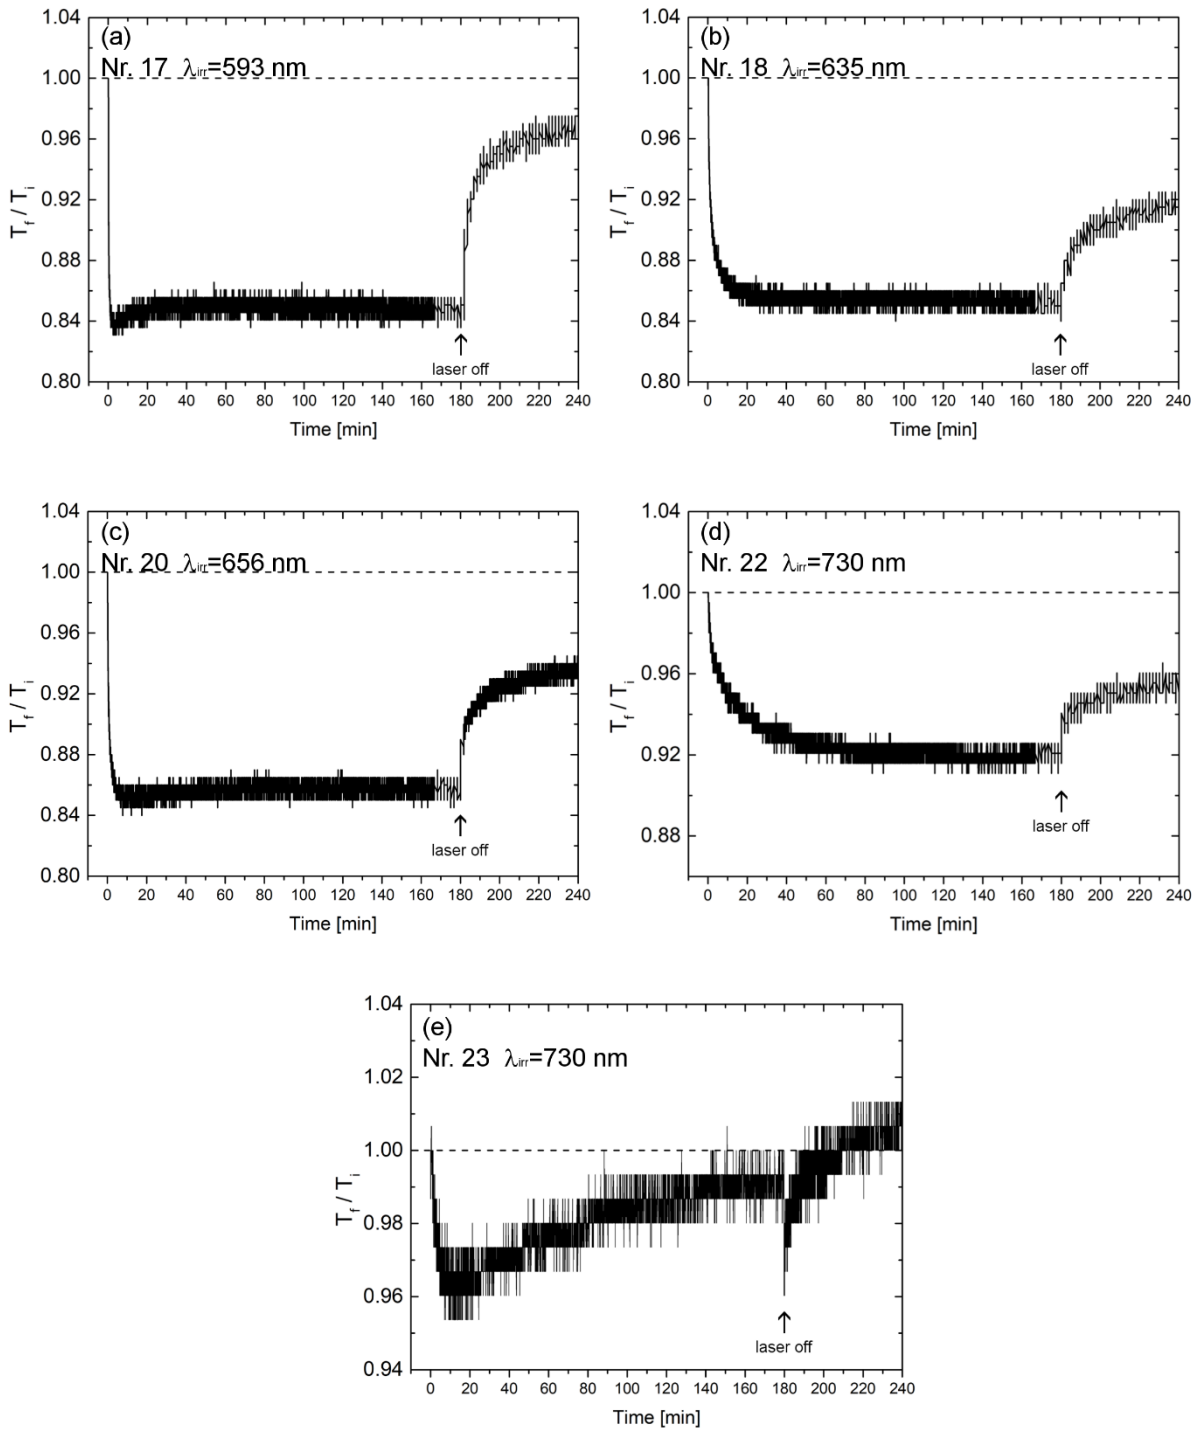 (a)
Nr. 17 λirr=593 nm
1.04
1.00
0.96
0.92
0.88
0.84
0.80
Tf / Ti
laser off
0 20 40 60 80 100 120 140 160 180 200 220 240
Time [min]
(b)
Nr. 18 λirr=635 nm
1.04
1.00
0.96
0.92
0.88
0.84
0.80
Tf / Ti
laser off
0 20 40 60 80 100 120 140 160 180 200 220 240
Time [min]
(c)
Nr. 20 λirr=656 nm
1.04
1.00
0.96
0.92
0.88
0.84
0.80
Tf / Ti
laser off
0 20 40 60 80 100 120 140 160 180 200 220 240
Time [min]
(d)
Nr. 22 λirr=730 nm
1.04
1.00
0.96
0.92
0.88
Tf / Ti
laser off
0 20 40 60 80 100 120 140 160 180 200 220 240
Time [min]
(e)
Nr. 23 λirr=730 nm
1.04
1.02
1.00
0.98
0.96
0.94
Tf / Ti
laser off
0 20 40 60 80 100 120 140 160 180 200 220 240
Time [min]